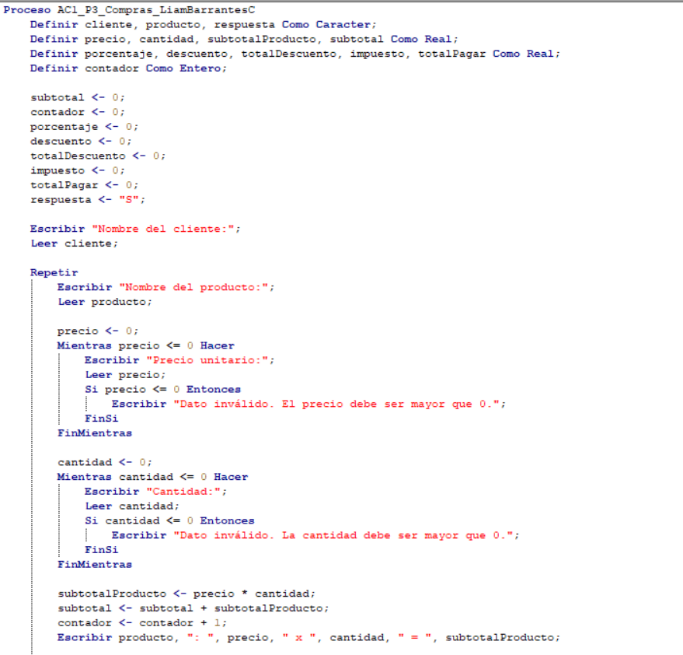 Proceso AC1_P3_Compras_LiamBarrantesC
Definir cliente, producto, respuesta Como Caracter;
Definir precio, cantidad, subtotalProducto, subtotal Como Real;
Definir porcentaje, descuento, totalDescuento, impuesto, totalPagar Como Real;
Definir contador Como Entero;
subtotal <- 0;
contador <- 0;
porcentaje <- 0;
descuento <- 0;
totalDescuento <- 0;
impuesto <- 0;
totalPagar <- 0;
respuesta <- "S";
Escribir "Nombre del cliente:";
Leer cliente;
Repetir
Escribir "Nombre del producto:";
Leer producto;
precio <- 0;
Mientras precio <= 0 Hacer
Escribir "Precio unitario:";
Leer precio;
Si precio <= 0 Entonces
Escribir "Dato inválido. El precio debe ser mayor que 0.";
FinSi
FinMientras
cantidad <- 0;
Mientras cantidad <= 0 Hacer
Escribir "Cantidad:";
Leer cantidad;
Si cantidad <= 0 Entonces
Escribir "Dato inválido. La cantidad debe ser mayor que 0.";
FinSi
FinMientras
subtotalProducto <- precio * cantidad;
subtotal <- subtotal + subtotalProducto;
contador <- contador + 1;
Escribir producto, ": ", precio, " x ", cantidad, " = ", subtotalProducto;